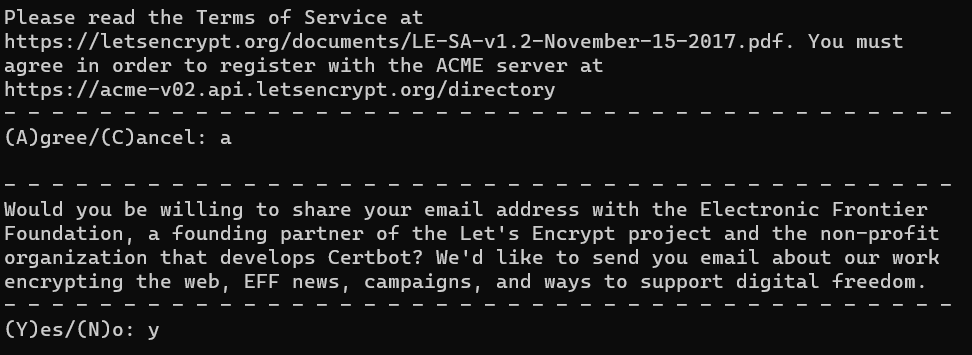 Please read the Terms of Service at
https://letsencrypt.org/documents/LE-SA-v1.2-November-15-2017.pdf. You must
agree in order to register with the ACME server at
https://acme-v02.api.letsencrypt.org/directory
- - - - - - - - - - - - - - - - - - - - - - - - - - - - - - - - - - - - - - - -
(A)gree/(C)ancel: a
- - - - - - - - - - - - - - - - - - - - - - - - - - - - - - - - - - - - - - - -
Would you be willing to share your email address with the Electronic Frontier
Foundation, a founding partner of the Let's Encrypt project and the non-profit
organization that develops Certbot? We'd like to send you email about our work
encrypting the web, EFF news, campaigns, and ways to support digital freedom.
- - - - - - - - - - - - - - - - - - - - - - - - - - - - - - - - - - - - - - - -
(Y)es/(N)o: y